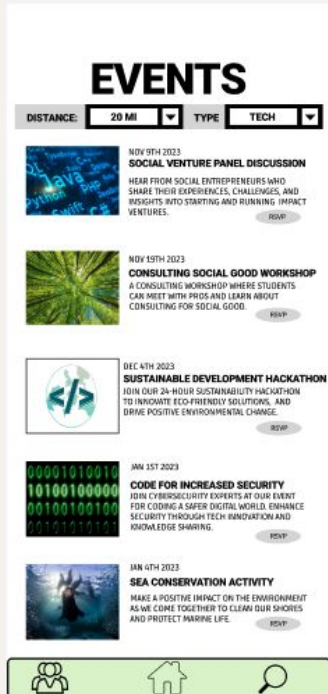 EVENTS
DISTANCE: 20 MI TYPE TECH
Java
Python
PHP
Swift
C#
NOV 9TH 2023
SOCIAL VENTURE PANEL DISCUSSION
HEAR FROM SOCIAL ENTREPRENEURS WHO
SHARE THEIR EXPERIENCES, CHALLENGES, AND
INSIGHTS INTO STARTING AND RUNNING IMPACT
VENTURES.
RSVP
NOV 19TH 2023
CONSULTING SOCIAL GOOD WORKSHOP
A CONSULTING WORKSHOP WHERE STUDENTS
CAN MEET WITH PROS AND LEARN ABOUT
CONSULTING FOR SOCIAL GOOD.
RSVP
</>
DEC 4TH 2023
SUSTAINABLE DEVELOPMENT HACKATHON
JOIN OUR 24-HOUR SUSTAINABILITY HACKATHON
TO INNOVATE ECO-FRIENDLY SOLUTIONS, AND
DRIVE POSITIVE ENVIRONMENTAL CHANGE.
RSVP
JAN 1ST 2023
CODE FOR INCREASED SECURITY
JOIN CYBERSECURITY EXPERTS AT OUR EVENT
FOR CODING A SAFER DIGITAL WORLD. ENHANCE
SECURITY THROUGH TECH INNOVATION AND
KNOWLEDGE SHARING.
RSVP
JAN 4TH 2023
SEA CONSERVATION ACTIVITY
MAKE A POSITIVE IMPACT ON THE ENVIRONMENT
AS WE COME TOGETHER TO CLEAN OUR SHORES
AND PROTECT MARINE LIFE.
RSVP